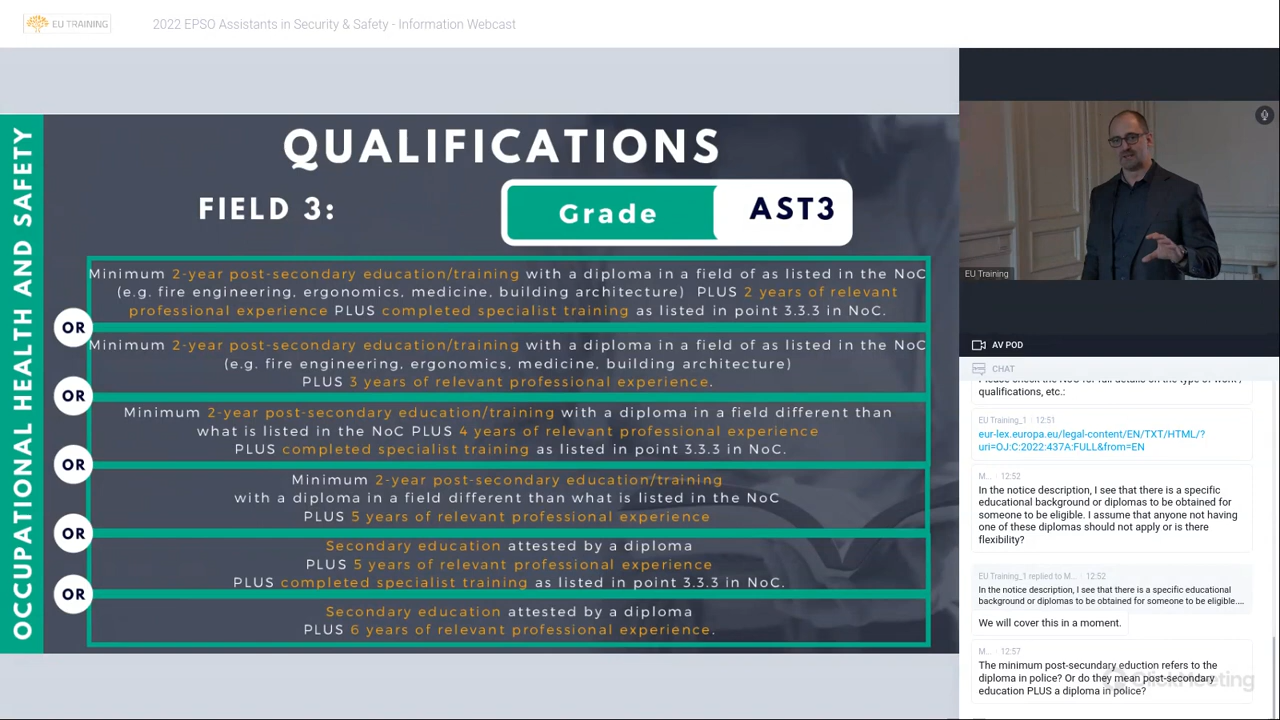 EU TRAINING
2022 EPSO Assistants in Security & Safety - Information Webcast
OCCUPATIONAL HEALTH AND SAFETY
QUALIFICATIONS
FIELD 3:
Grade
AST3
Minimum 2-year post-secondary education/training with a diploma in a field of as listed in the NoC
(e.g. fire engineering, ergonomics, medicine, building architecture) PLUS 2 years of relevant
professional experience PLUS completed specialist training as listed in point 3.3.3 in NoC.
OR
Minimum 2-year post-secondary education/training with a diploma in a field of as listed in the NoC
(e.g. fire engineering, ergonomics, medicine, building architecture)
PLUS 3 years of relevant professional experience.
OR
Minimum 2-year post-secondary education/training with a diploma in a field different than
what is listed in the NoC PLUS 4 years of relevant professional experience
PLUS completed specialist training as listed in point 3.3.3 in NoC.
OR
Minimum 2-year post-secondary education/training
with a diploma in a field different than what is listed in the NoC
PLUS 5 years of relevant professional experience
OR
Secondary education attested by a diploma
PLUS 5 years of relevant professional experience
PLUS completed specialist training as listed in point 3.3.3 in NoC.
OR
Secondary education attested by a diploma
PLUS 6 years of relevant professional experience.
EU Training
AV POD
CHAT
qualifications, etc.:
EU Training_1 12:51
eur-lex.europa.eu/legal-content/EN/TXT/HTML/?
uri=OJ:C:2022:437A:FULL&from=EN
M... 12:52
In the notice description, I see that there is a specific
educational background or diplomas to be obtained for
someone to be eligible. I assume that anyone not having
one of these diplomas should not apply or is there
flexibility?
EU Training_1 replied to M... 12:52
In the notice description, I see that there is a specific educational
background or diplomas to be obtained for someone to be eligible....
We will cover this in a moment.
M... 12:57
The minimum post-secundary eduction refers to the
diploma in police? Or do they mean post-secondary
education PLUS a diploma in police?
ClickMeeting